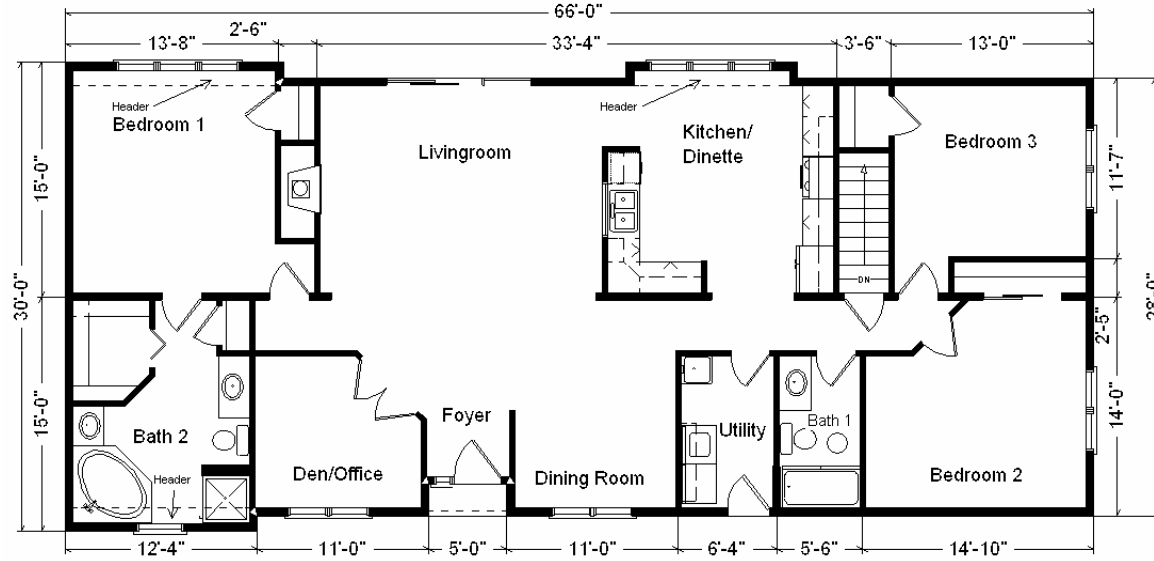 66'-0"
2'-6"
13'-8"
33'-4"
3'-6"
13'-0"
Header
Bedroom 1
Livingroom
Header
Kitchen/
Dinette
Bedroom 3
15'-0"
11'-7"
30'-0"
28'-0"
DN
2'-5"
15'-0"
14'-0"
Foyer
Bath 2
Utility
Bath 1
Header
Den/Office
Dining Room
Bedroom 2
12'-4"
11'-0"
5'-0"
11'-0"
6'-4"
5'-6"
14'-10"